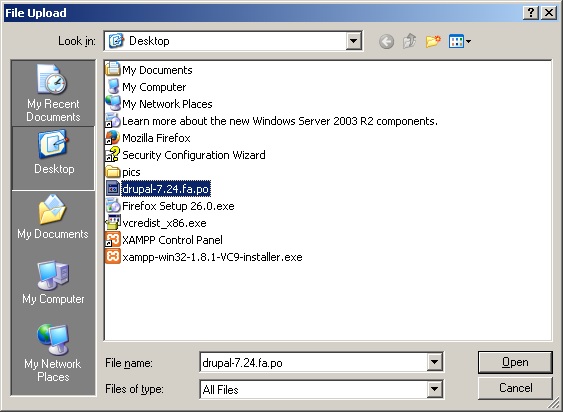 File Upload
Look in: Desktop
My Recent Documents
Desktop
My Documents
My Computer
My Network Places
My Documents
My Computer
My Network Places
Learn more about the new Windows Server 2003 R2 components.
Mozilla Firefox
Security Configuration Wizard
pics
drupal-7.24.fa.po
Firefox Setup 26.0.exe
vcredist_x86.exe
XAMPP Control Panel
xampp-win32-1.8.1-VC9-installer.exe
File name: drupal-7.24.fa.po Open
Files of type: All Files Cancel